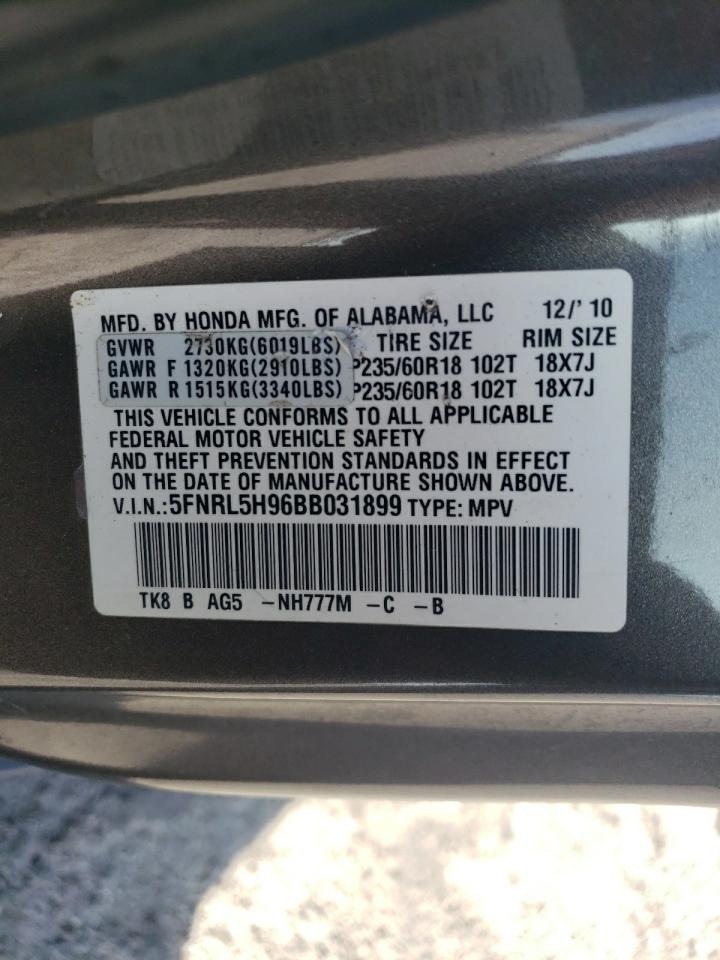 MFD. BY HONDA MFG. OF ALABAMA, LLC 12/' 10
GVWR 2730KG(6019LBS) TIRE SIZE RIM SIZE
GAWR F 1320KG(2910LBS) P235/60R18 102T 18X7J
GAWR R 1515KG(3340LBS) P235/60R18 102T 18X7J
THIS VEHICLE CONFORMS TO ALL APPLICABLE
FEDERAL MOTOR VEHICLE SAFETY
AND THEFT PREVENTION STANDARDS IN EFFECT
ON THE DATE OF MANUFACTURE SHOWN ABOVE.
V.I.N.:5FNRL5H96BB031899 TYPE: MPV
TK8 B AG5 -NH777M -C -B